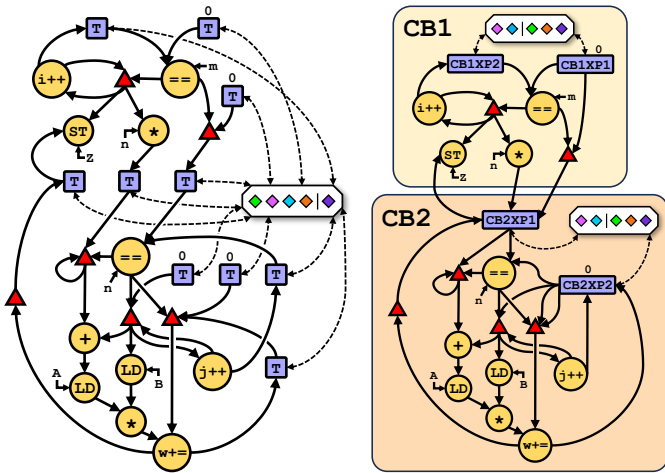 T
0
T
i++
==
m
0
T
ST
*
n
Z
T
T
T
==
n
T
0
T
0
T
+
LD
j++
T
A
LD
B
*
w+=
CB1
CB1XP2
0
CB1XP1
i++
==
m
ST
*
n
Z
CB2
CB2XP1
==
n
0
CB2XP2
+
LD
j++
A
LD
B
*
w+=